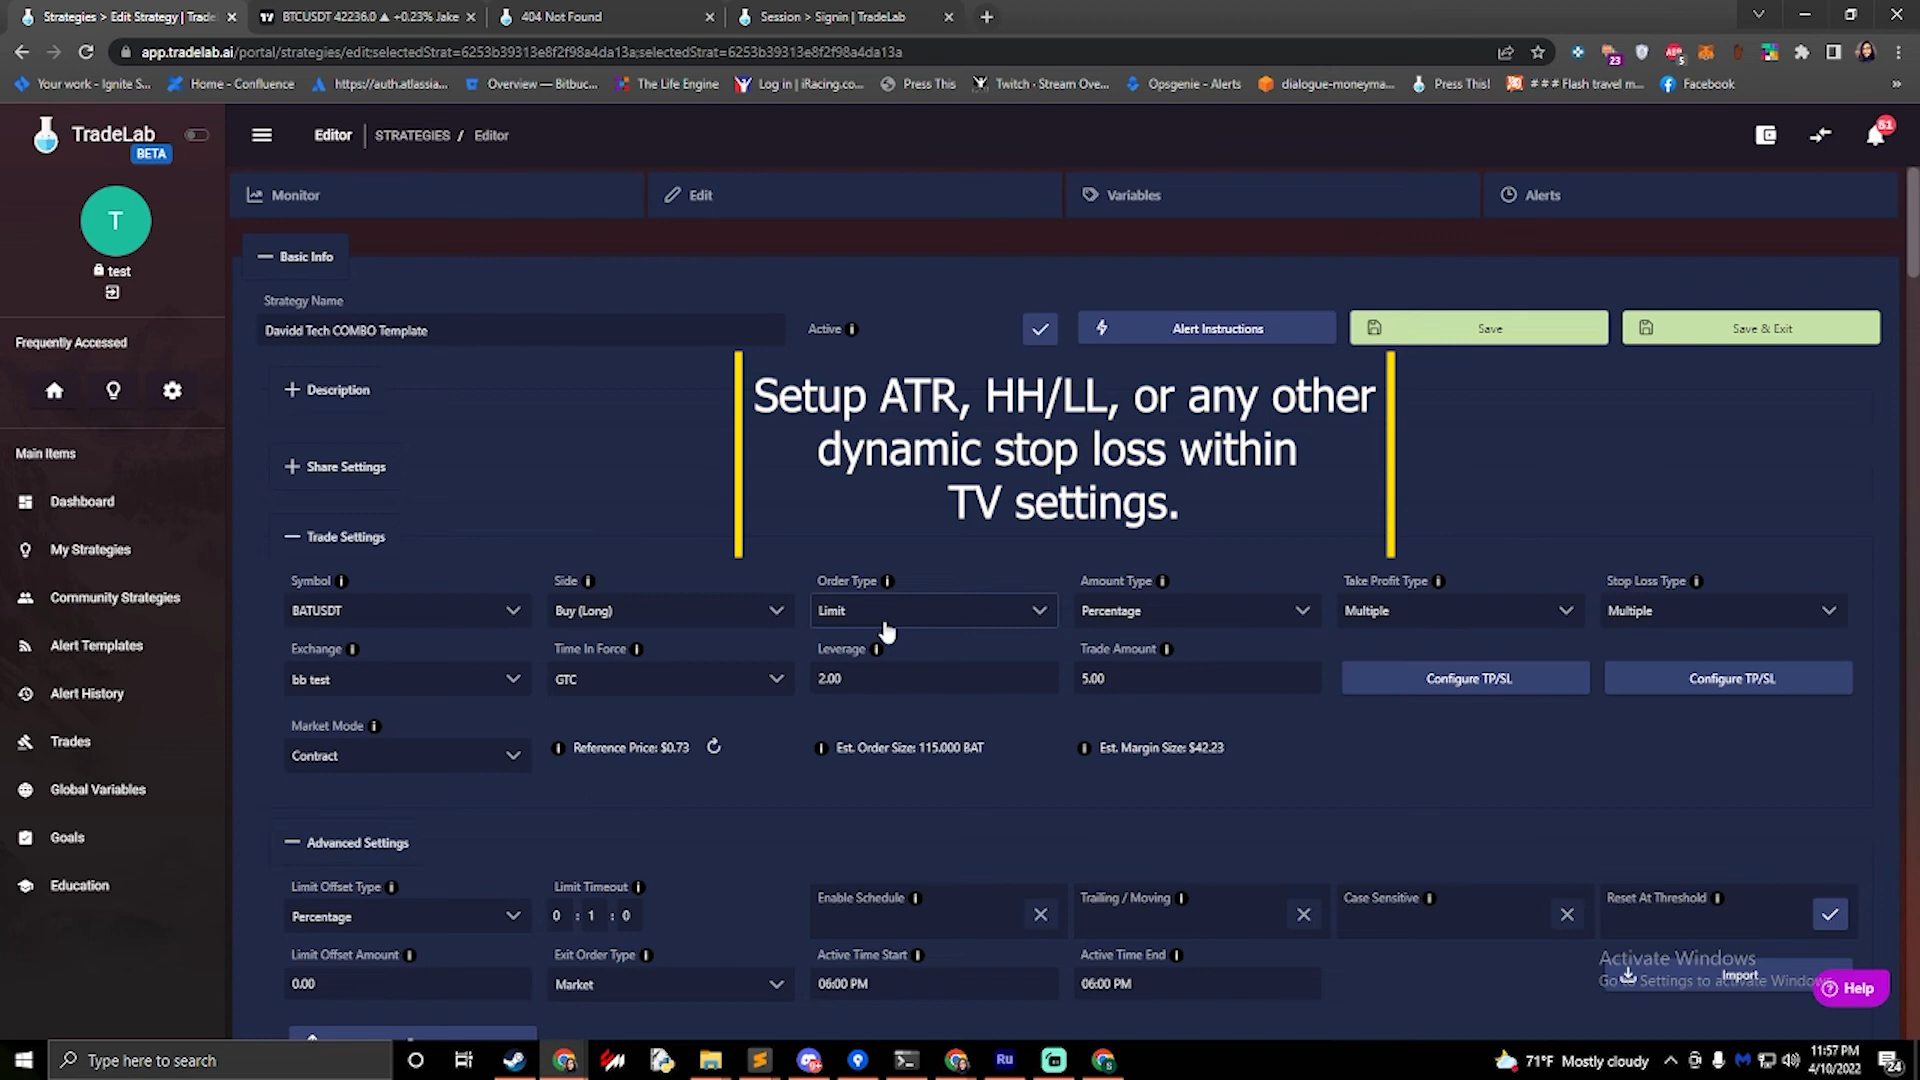 Strategies > Edit Strategy | Trade
BTCUSDT 42236.0 ▲ +0.23% Jake
404 Not Found
Session > Signin | TradeLab
app.tradelab.ai/portal/strategies/edit;selectedStrat=6253b39313e8f2f98a4da13a;selectedStrat=6253b39313e8f2f98a4da13a
23
5
Your work - Ignite S...
Home - Confluence
https://auth.atlassia...
Overview — Bitbuc...
The Life Engine
Log in | iRacing.co...
Press This
Twitch - Stream Ove...
Opsgenie - Alerts
dialogue-moneyma...
Press This!
# # # Flash travel m...
Facebook
TradeLab
BETA
Editor
STRATEGIES / Editor
51
Monitor
Edit
Variables
Alerts
T
test
Basic Info
Strategy Name
Davidd Tech COMBO Template
Active
Alert Instructions
Save
Save & Exit
Frequently Accessed
Description
Share Settings
Setup ATR, HH/LL, or any other
dynamic stop loss within
TV settings.
Main Items
Dashboard
My Strategies
Community Strategies
Alert Templates
Alert History
Trades
Global Variables
Goals
Education
Trade Settings
Symbol
Side
Order Type
Amount Type
Take Profit Type
Stop Loss Type
BATUSDT
Buy (Long)
Limit
Percentage
Multiple
Multiple
Exchange
Time In Force
Leverage
Trade Amount
bb test
GTC
2.00
5.00
Configure TP/SL
Configure TP/SL
Market Mode
Contract
Reference Price: $0.73
Est. Order Size: 115.000 BAT
Est. Margin Size: $42.23
Advanced Settings
Limit Offset Type
Limit Timeout
Enable Schedule
Trailing / Moving
Case Sensitive
Reset At Threshold
Percentage
0 : 1 : 0
Limit Offset Amount
Exit Order Type
Active Time Start
Active Time End
0.00
Market
06:00 PM
06:00 PM
Import
Activate Windows
Go to Settings to activate Windows.
Help
Type here to search
Ru
71°F Mostly cloudy
11:57 PM
4/10/2022
24